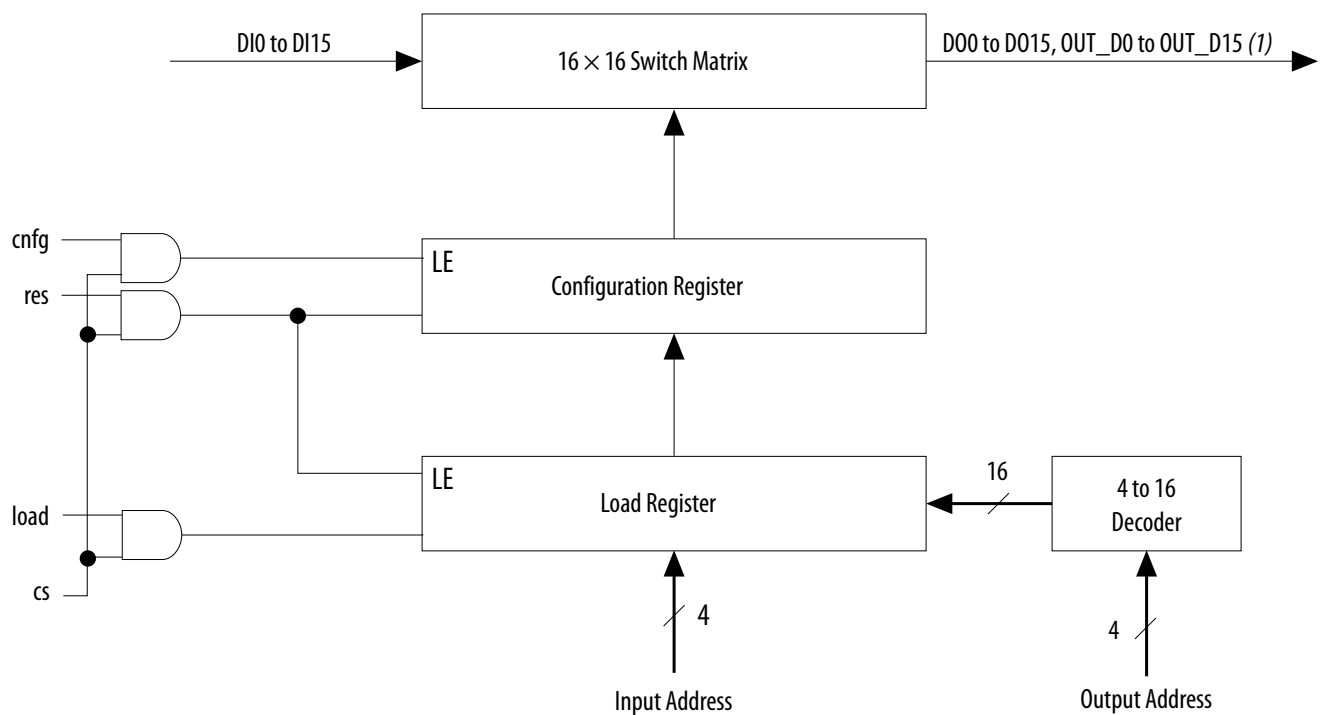 DI0 to DI15
16 × 16 Switch Matrix
DO0 to DO15, OUT_D0 to OUT_D15 (1)
cnfg
LE
Configuration Register
res
LE
Load Register
16
4 to 16
Decoder
load
cs
4
4
Input Address
Output Address